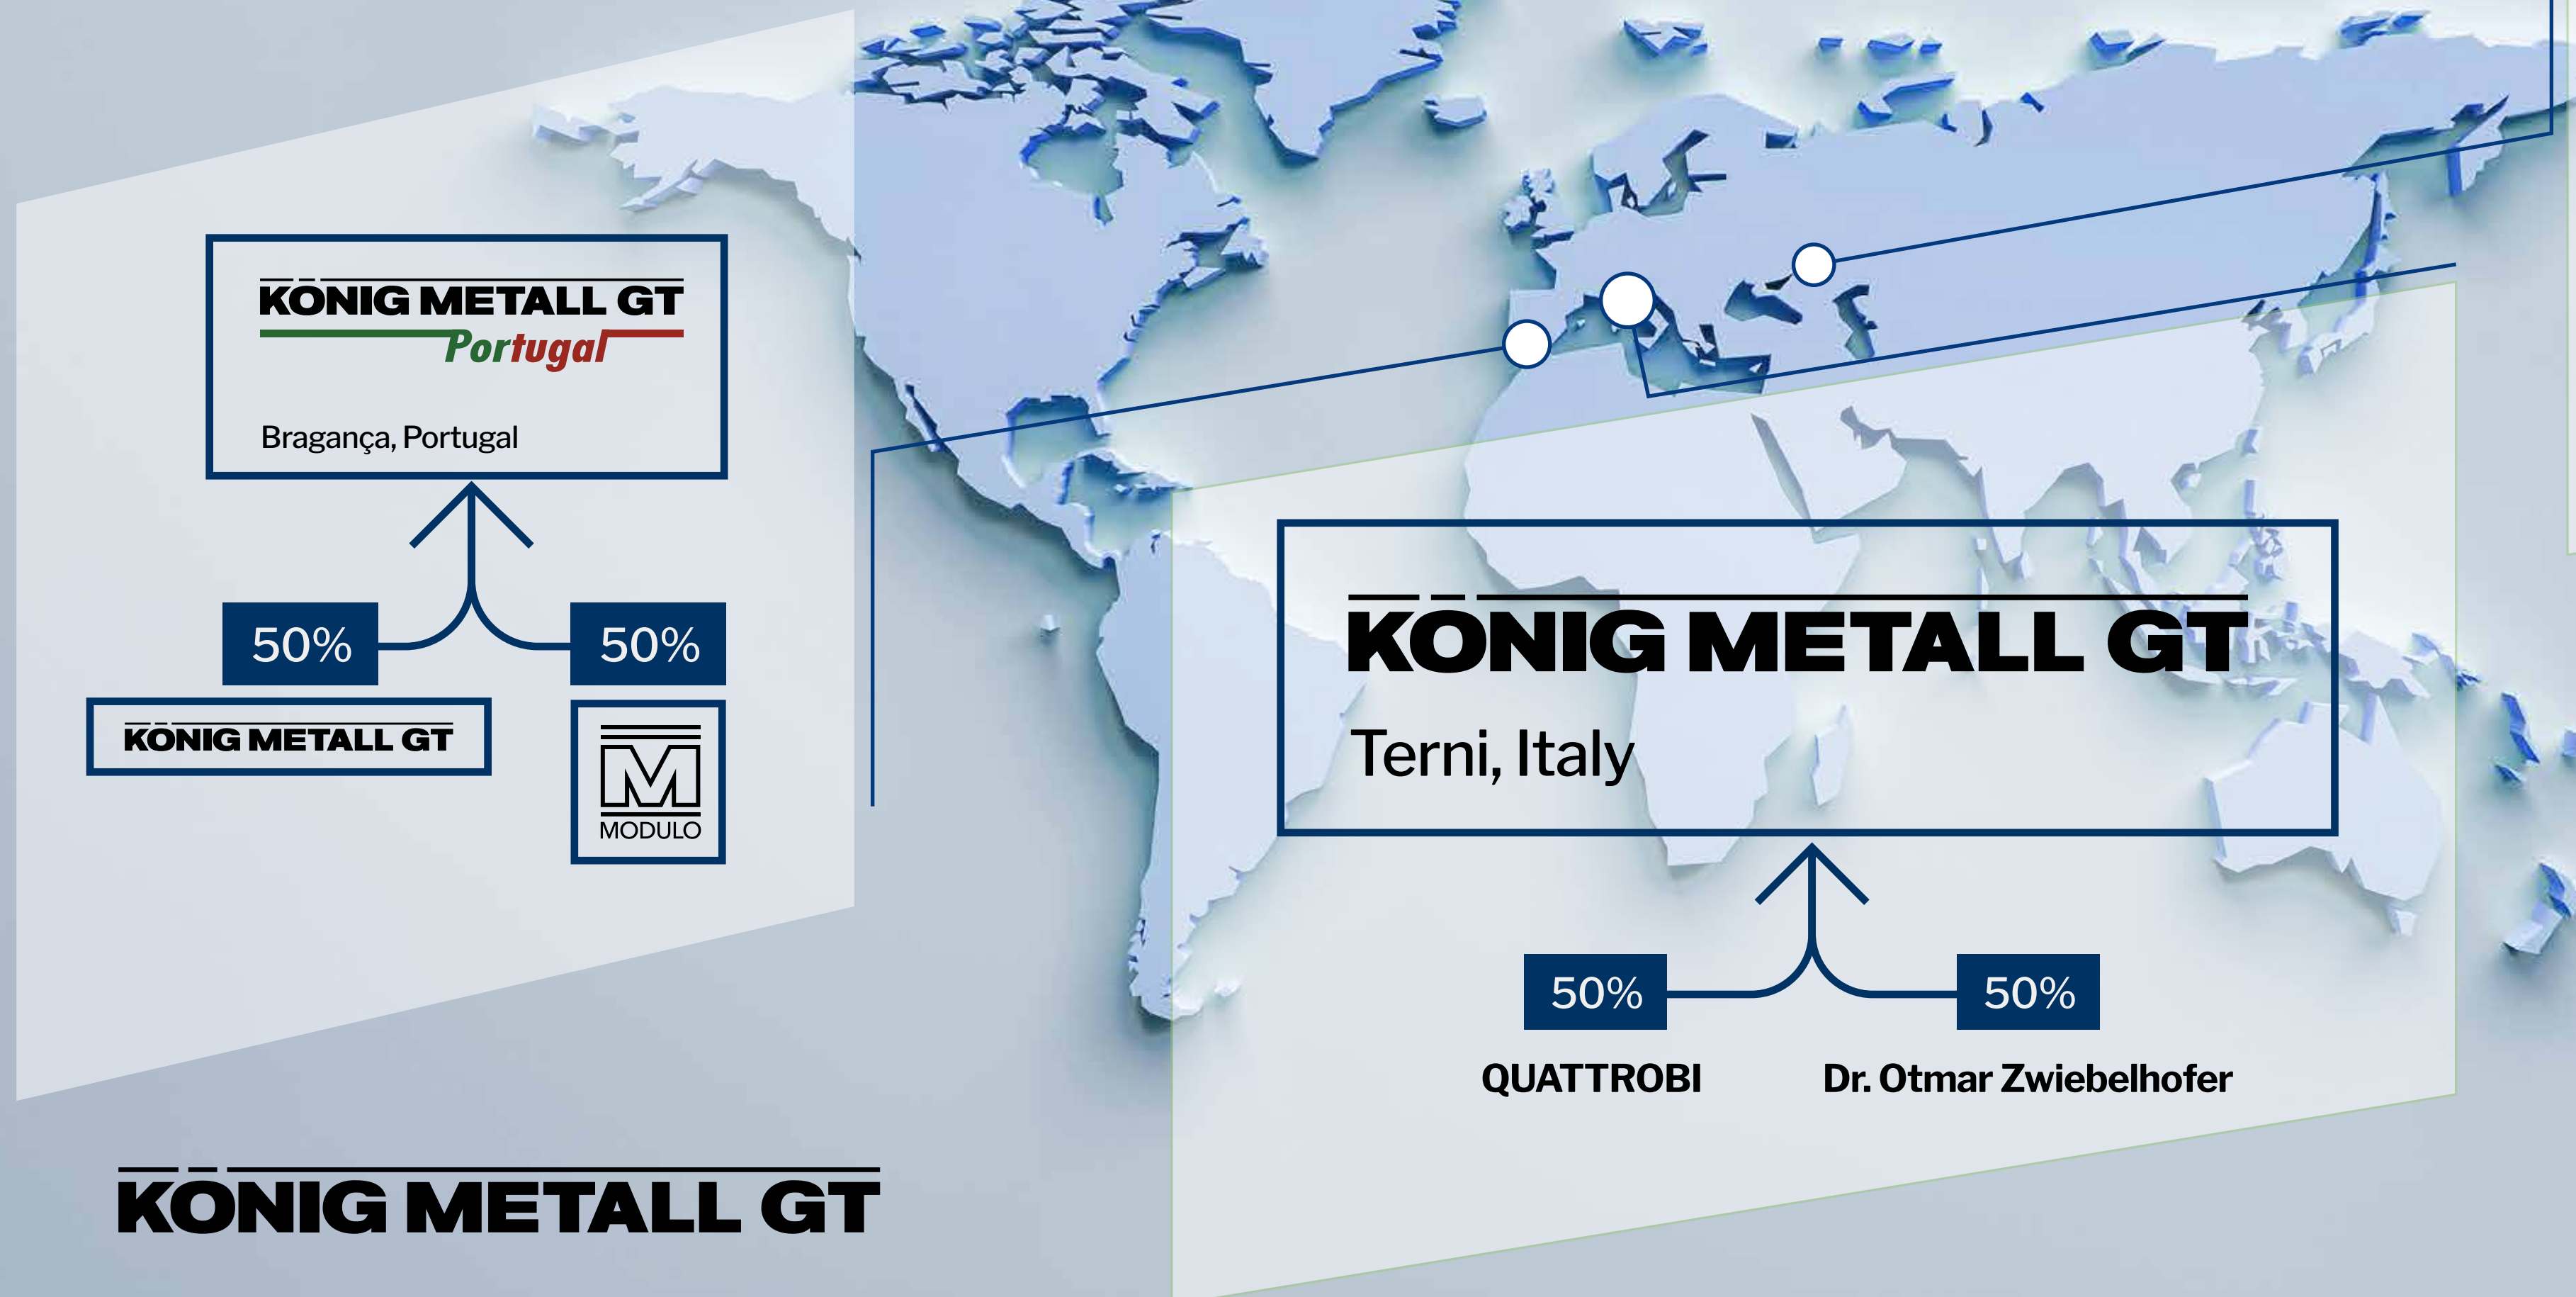 KÖNIG METALL GT
Portugal
Bragança, Portugal
50%
50%
KÖNIG METALL GT
M
MODULO
KÖNIG METALL GT
Terni, Italy
50%
50%
QUATTROBI
Dr. Otmar Zwiebelhofer
KÖNIG METALL GT